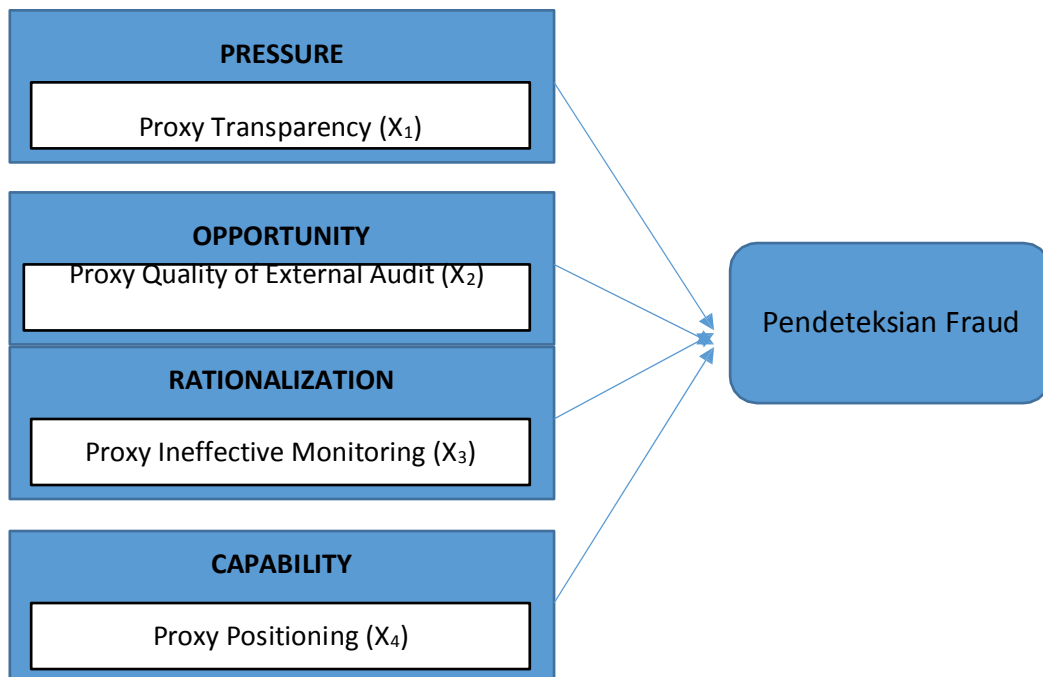 PRESSURE
Proxy Transparency (X₁)
OPPORTUNITY
Proxy Quality of External Audit (X₂)
RATIONALIZATION
Proxy Ineffective Monitoring (X₃)
CAPABILITY
Proxy Positioning (X₄)
Pendeteksian Fraud